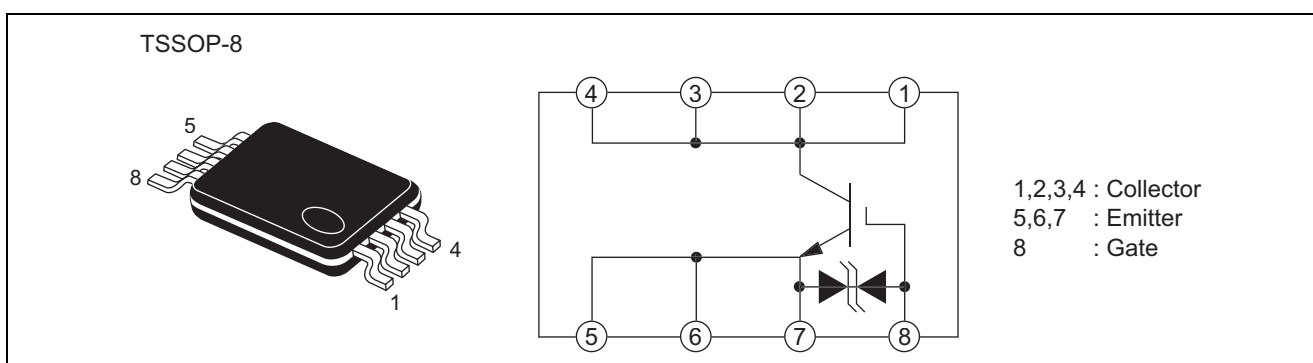 TSSOP-8
5
8
4
1
4 3 2 1
5 6 7 8
1,2,3,4 : Collector
5,6,7 : Emitter
8 : Gate